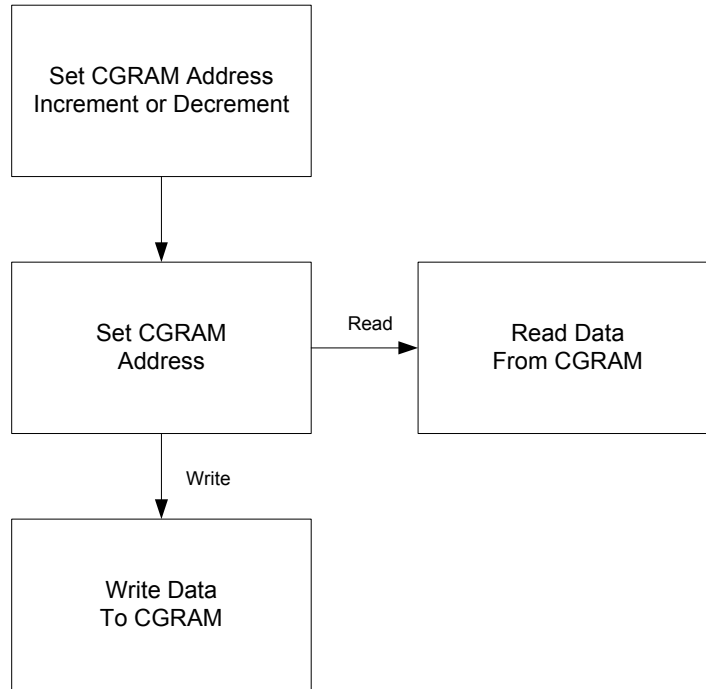 Set CGRAM Address
Increment or Decrement
Set CGRAM
Address
Read
Read Data
From CGRAM
Write
Write Data
To CGRAM